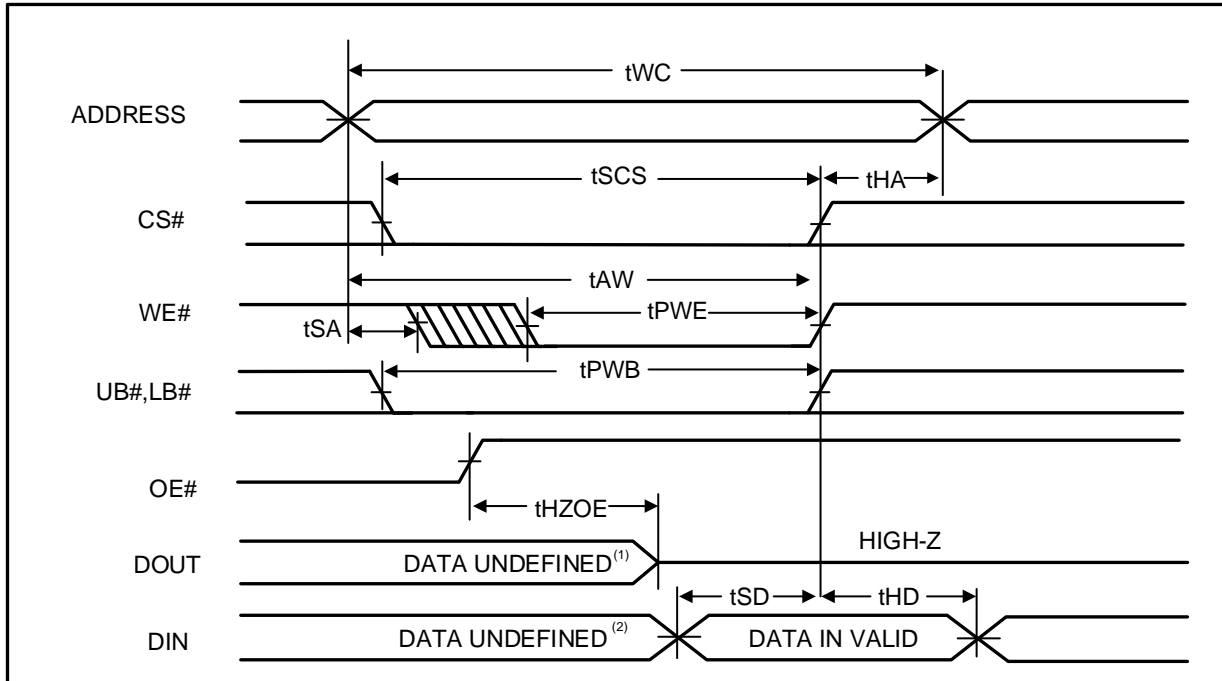 tWC
ADDRESS
tSCS
tHA
CS#
tAW
WE#
tSA
tPWE
tPWB
UB#,LB#
OE#
tHZOE
HIGH-Z
DOUT
DATA UNDEFINED(1)
tSD
tHD
DIN
DATA UNDEFINED (2)
DATA IN VALID